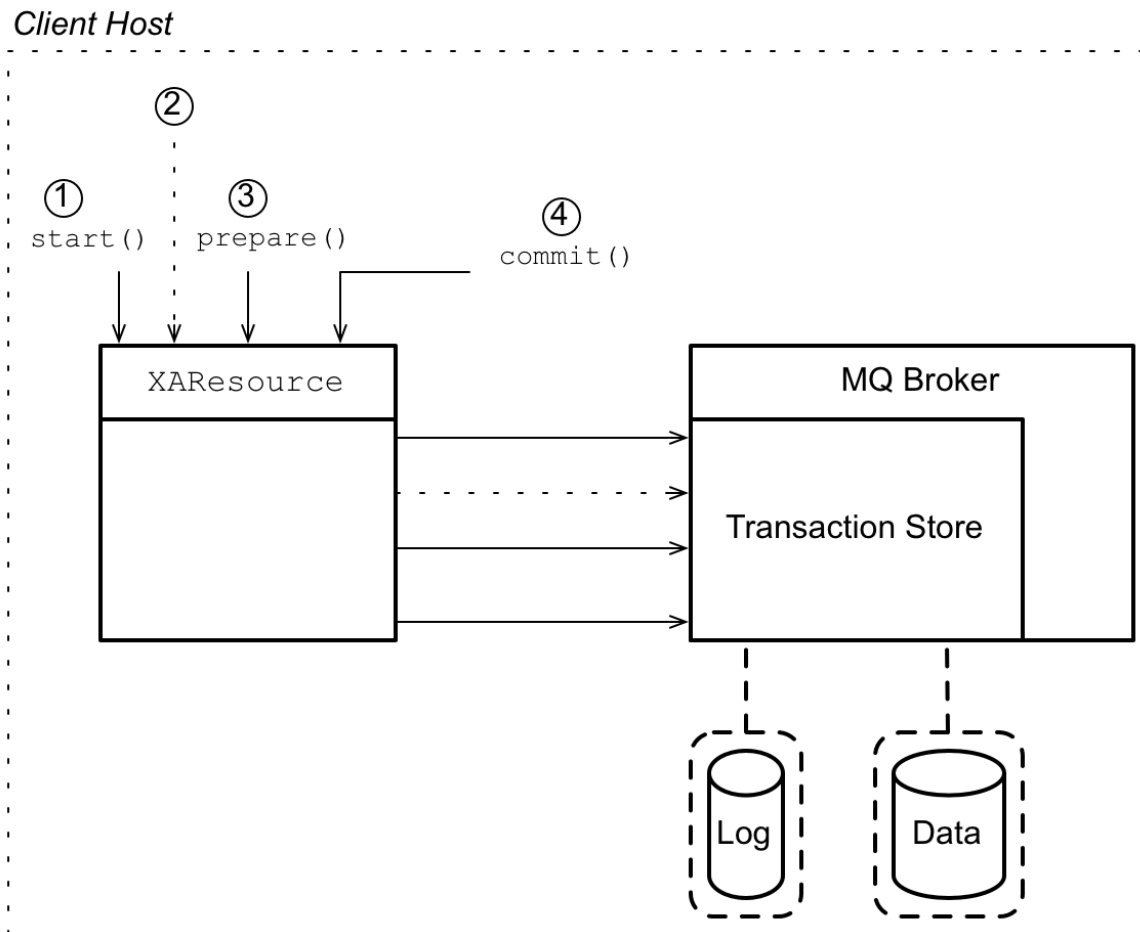 Client Host
2
1
3
4
start()
prepare()
commit()
XAResource
MQ Broker
Transaction Store
Log
Data